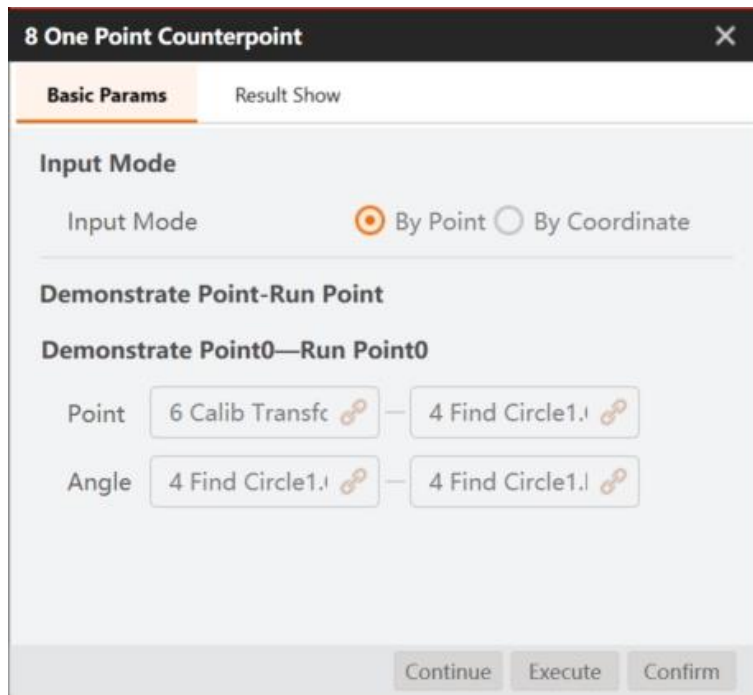 8 One Point Counterpoint
Basic Params Result Show
Input Mode
Input Mode By Point By Coordinate
Demonstrate Point-Run Point
Demonstrate Point0—Run Point0
Point 6 Calib Transfc — 4 Find Circle1.
Angle 4 Find Circle1. — 4 Find Circle1.
Continue Execute Confirm